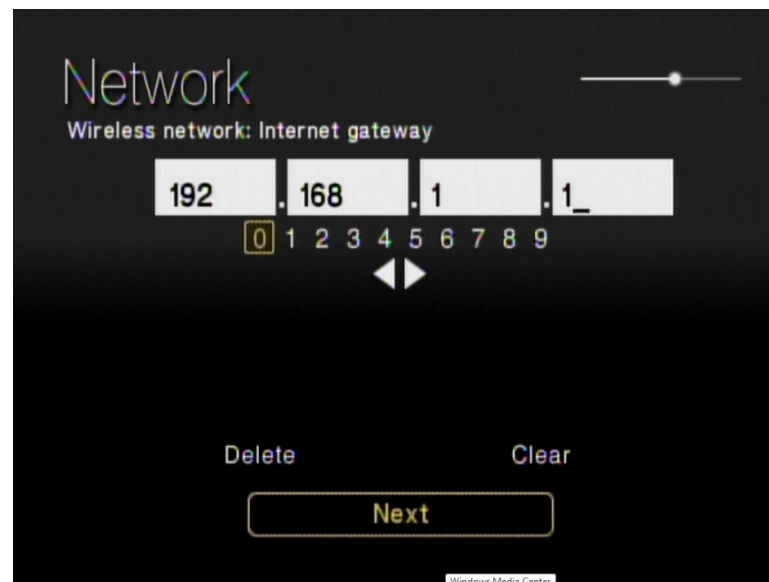 Network
Wireless network: Internet gateway
192 . 168 . 1 . 1_
0 1 2 3 4 5 6 7 8 9
Delete Clear
Next
Windows Media Center